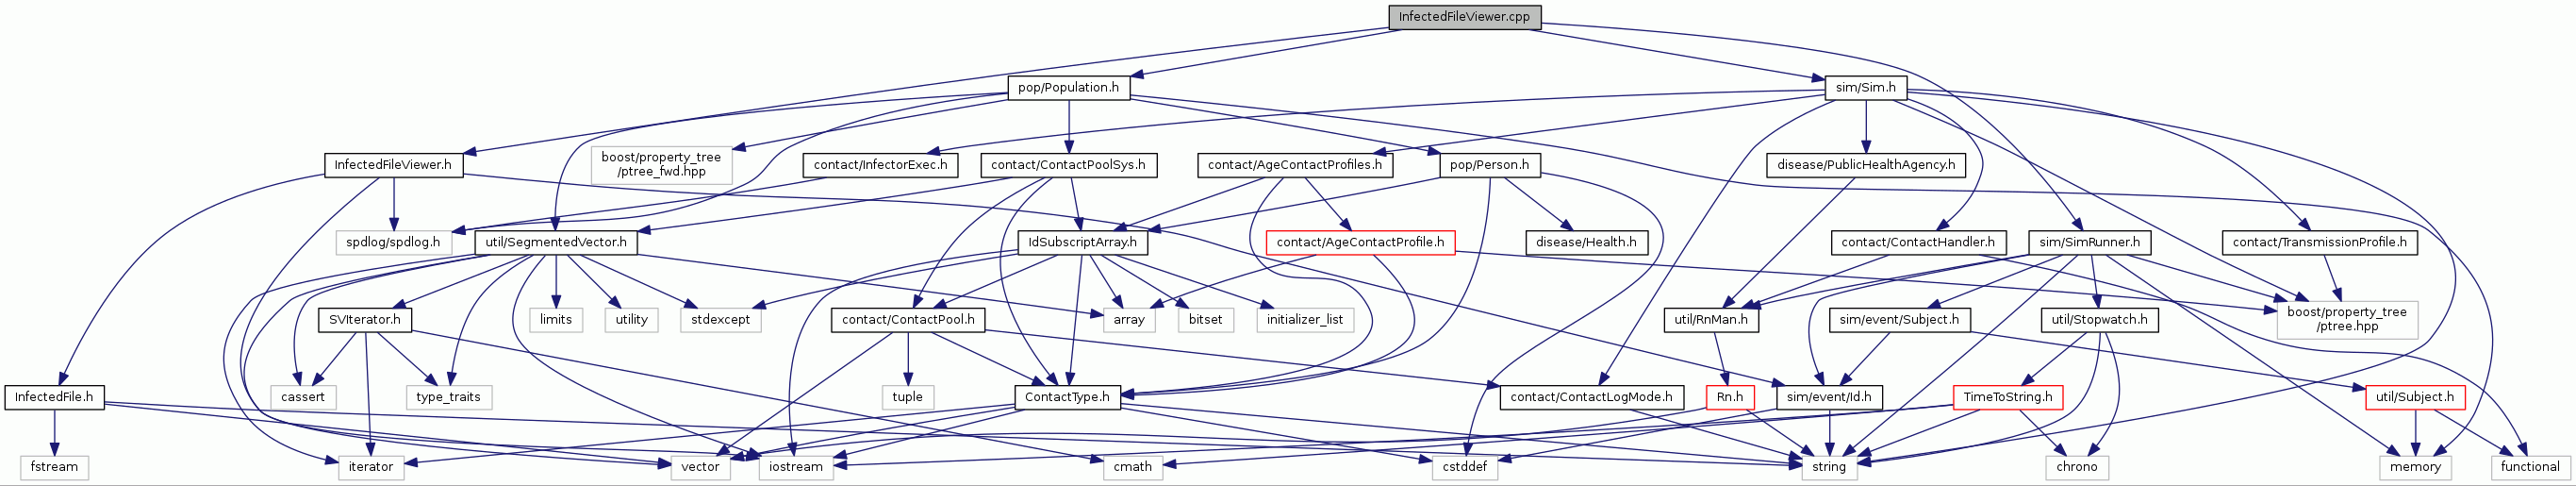 InfectedFileViewer.cpp
pop/Population.h
sim/Sim.h
InfectedFileViewer.h
boost/property_tree
/ptree_fwd.hpp
contact/InfectorExec.h
contact/ContactPoolSys.h
contact/AgeContactProfiles.h
pop/Person.h
disease/PublicHealthAgency.h
spdlog/spdlog.h
util/SegmentedVector.h
IdSubscriptArray.h
contact/AgeContactProfile.h
disease/Health.h
contact/ContactHandler.h
sim/SimRunner.h
contact/TransmissionProfile.h
SVIterator.h
limits
utility
stdexcept
contact/ContactPool.h
array
bitset
initializer_list
util/RnMan.h
sim/event/Subject.h
util/Stopwatch.h
boost/property_tree
/ptree.hpp
InfectedFile.h
cassert
type_traits
tuple
ContactType.h
contact/ContactLogMode.h
Rn.h
sim/event/Id.h
TimeToString.h
util/Subject.h
fstream
iterator
vector
iostream
cmath
cstddef
string
chrono
memory
functional